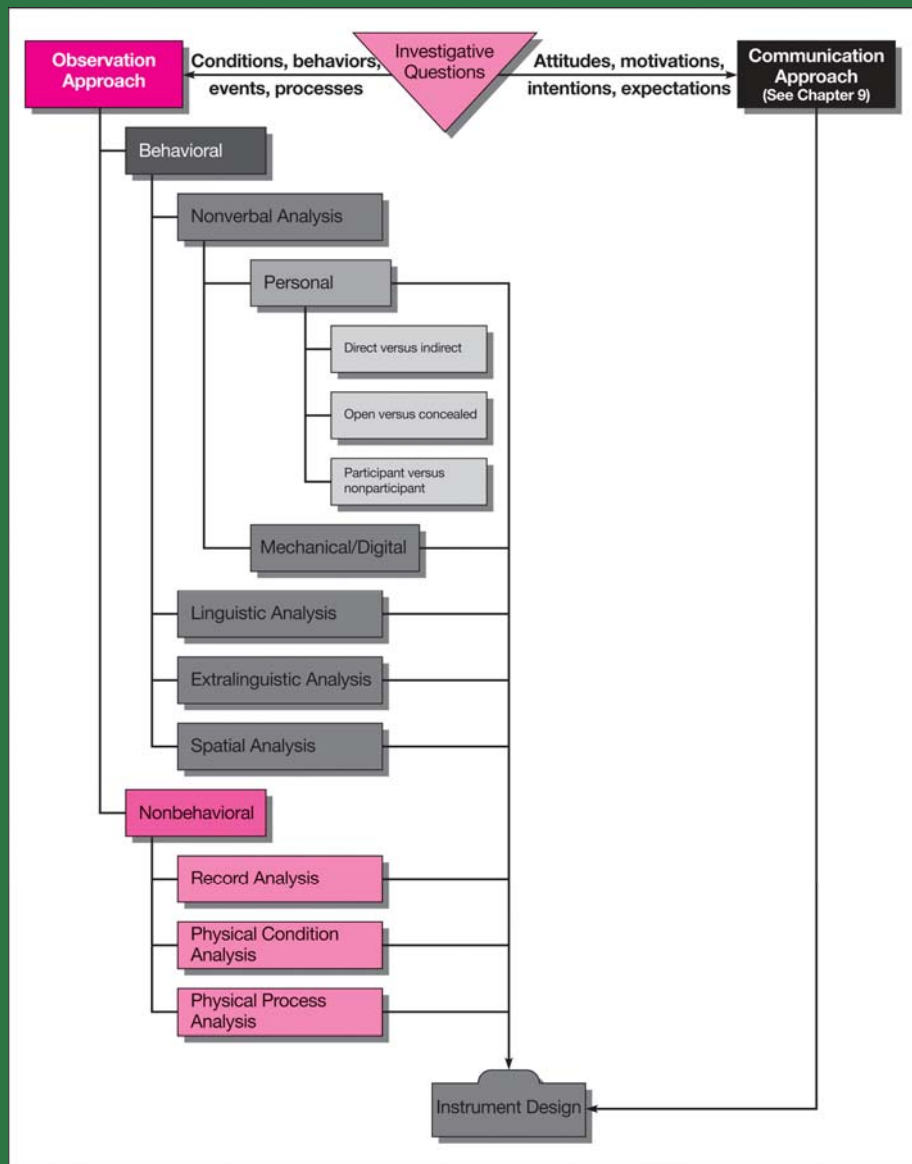 Observation
Approach
Conditions, behaviors,
events, processes
Investigative
Questions
Attitudes, motivations,
intentions, expectations
Communication
Approach
(See Chapter 9)
Behavioral
Nonverbal Analysis
Personal
Direct versus indirect
Open versus concealed
Participant versus
nonparticipant
Mechanical/Digital
Linguistic Analysis
Extralinguistic Analysis
Spatial Analysis
Nonbehavioral
Record Analysis
Physical Condition
Analysis
Physical Process
Analysis
Instrument Design